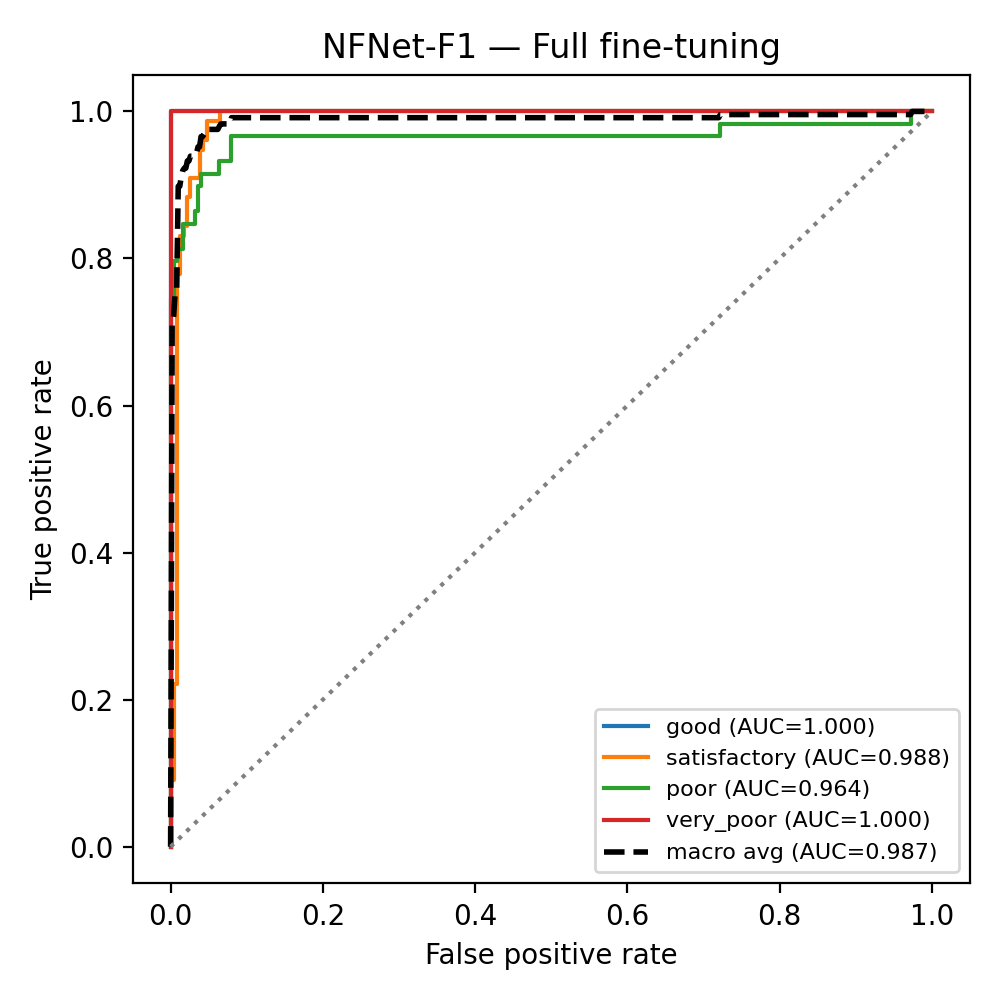 NFNet-F1 — Full fine-tuning
1.0
0.8
0.6
0.4
0.2
0.0
True positive rate
good (AUC=1.000)
satisfactory (AUC=0.988)
poor (AUC=0.964)
very_poor (AUC=1.000)
macro avg (AUC=0.987)
0.0 0.2 0.4 0.6 0.8 1.0
False positive rate